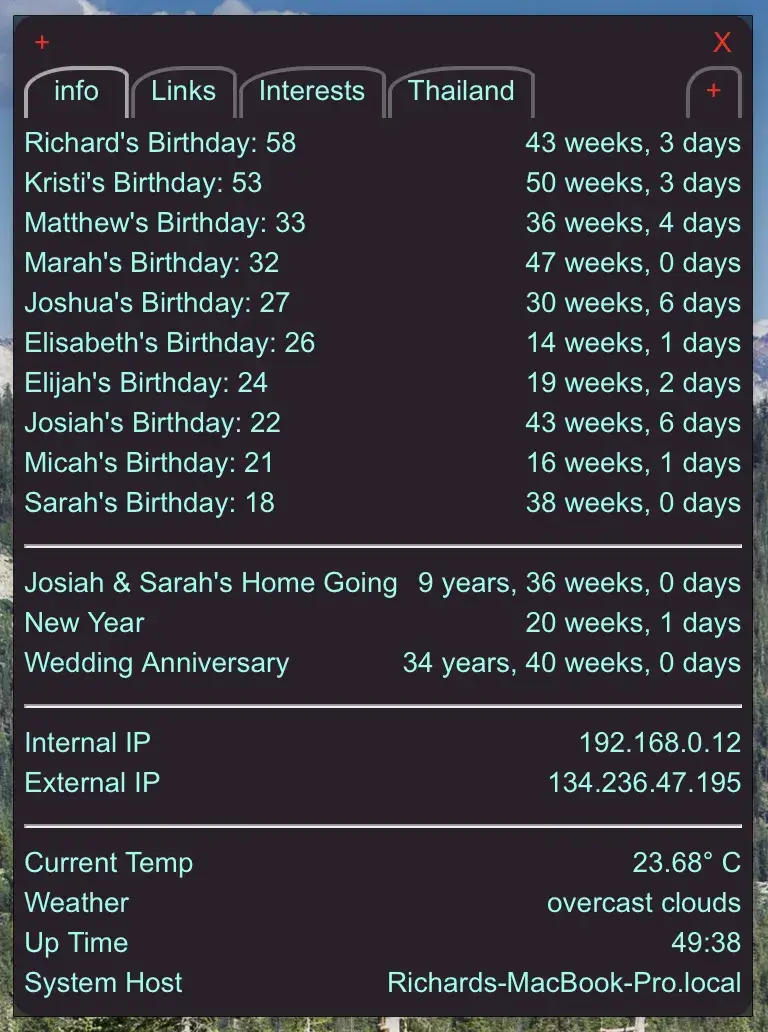 + X
info Links Interests Thailand +
Richard's Birthday: 58 43 weeks, 3 days
Kristi's Birthday: 53 50 weeks, 3 days
Matthew's Birthday: 33 36 weeks, 4 days
Marah's Birthday: 32 47 weeks, 0 days
Joshua's Birthday: 27 30 weeks, 6 days
Elisabeth's Birthday: 26 14 weeks, 1 days
Elijah's Birthday: 24 19 weeks, 2 days
Josiah's Birthday: 22 43 weeks, 6 days
Micah's Birthday: 21 16 weeks, 1 days
Sarah's Birthday: 18 38 weeks, 0 days
Josiah & Sarah's Home Going 9 years, 36 weeks, 0 days
New Year 20 weeks, 1 days
Wedding Anniversary 34 years, 40 weeks, 0 days
Internal IP 192.168.0.12
External IP 134.236.47.195
Current Temp 23.68° C
Weather overcast clouds
Up Time 49:38
System Host Richards-MacBook-Pro.local